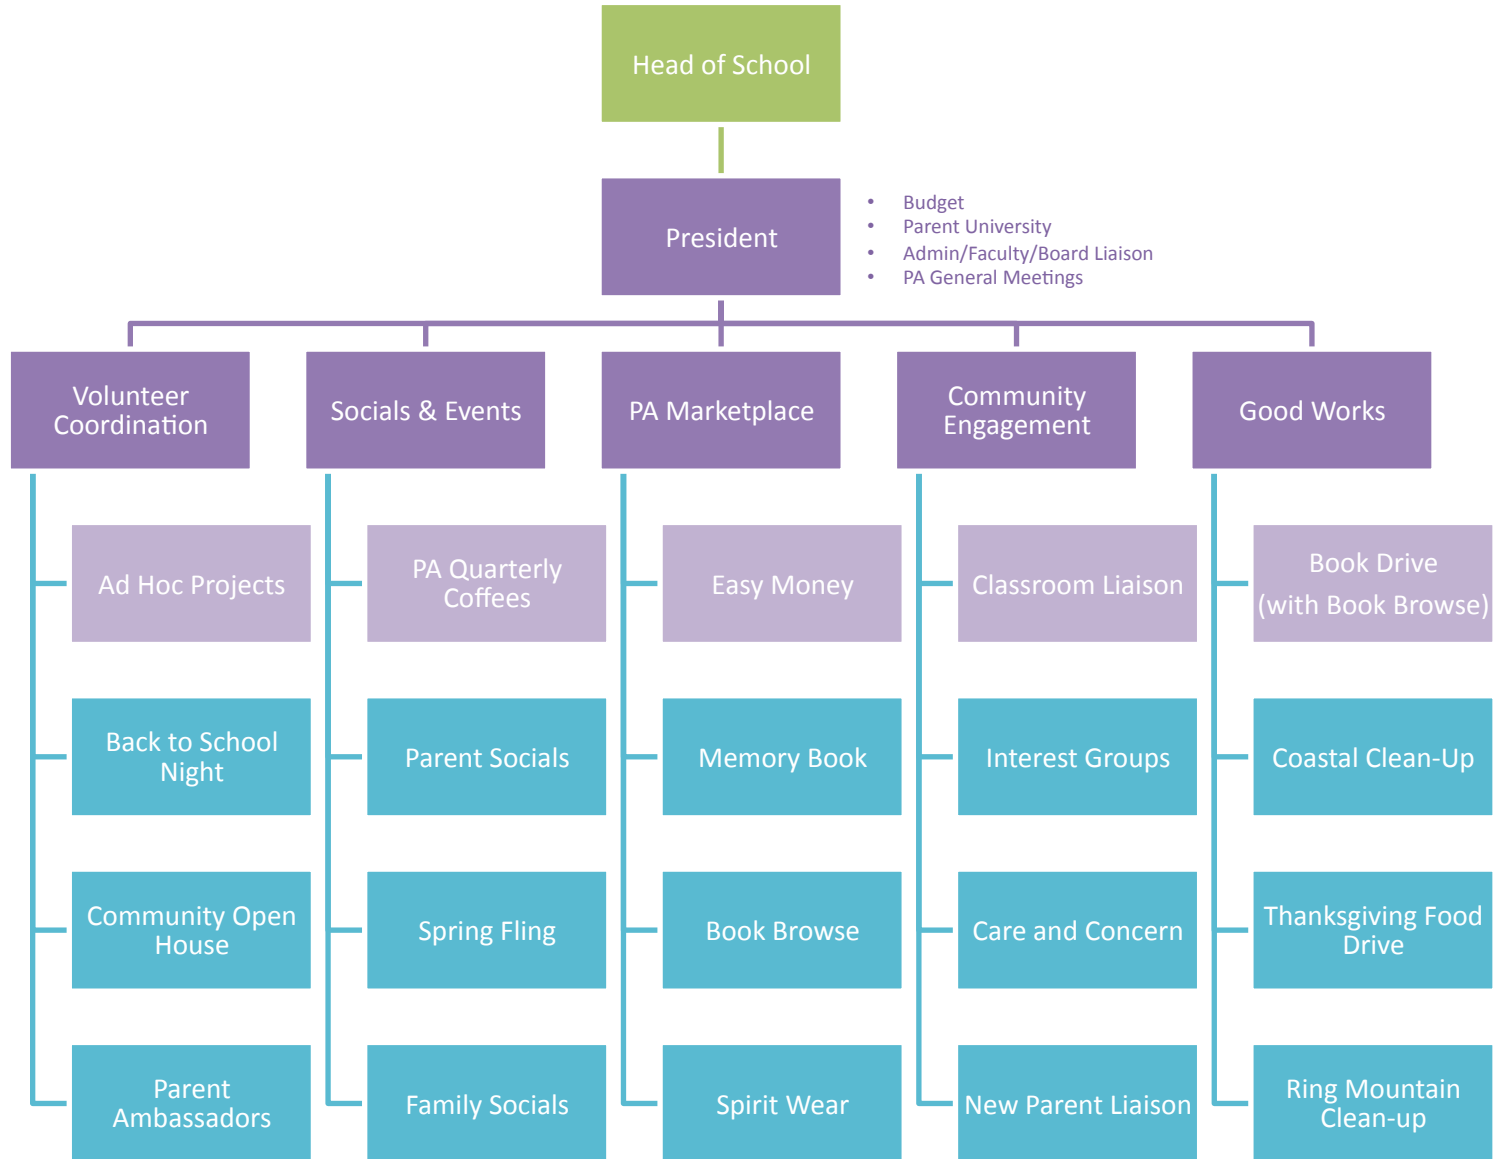 Head of School
President
• Budget
• Parent University
• Admin/Faculty/Board Liaison
• PA General Meetings
Volunteer
Coordination
Socials & Events
PA Marketplace
Community
Engagement
Good Works
Ad Hoc Projects
PA Quarterly
Coffees
Easy Money
Classroom Liaison
Book Drive
(with Book Browse)
Back to School
Night
Parent Socials
Memory Book
Interest Groups
Coastal Clean-Up
Community Open
House
Spring Fling
Book Browse
Care and Concern
Thanksgiving Food
Drive
Parent
Ambassadors
Family Socials
Spirit Wear
New Parent Liaison
Ring Mountain
Clean-up